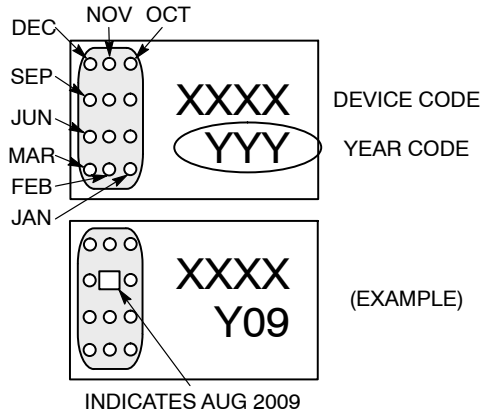 DEC NOV OCT
SEP
JUN
MAR
FEB
JAN
XXXX DEVICE CODE
YYY YEAR CODE
XXXX
Y09
(EXAMPLE)
INDICATES AUG 2009